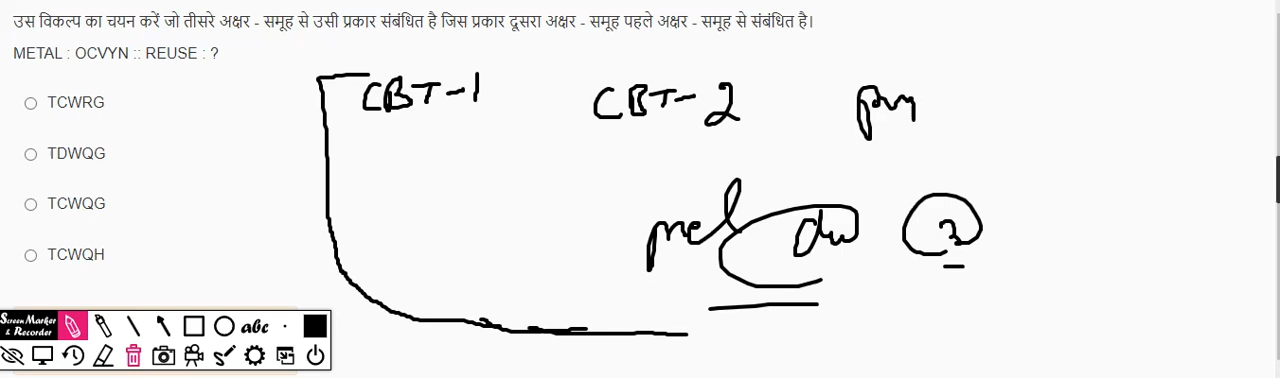 उस विकल्प का चयन करें जो तीसरे अक्षर - समूह से उसी प्रकार संबंधित है जिस प्रकार दूसरा अक्षर - समूह पहले अक्षर - समूह से संबंधित है।
METAL : OCVYN :: REUSE : ?
CBT-1 CBT-2
TCWRG
TDWQG
TCWQG
TCWQH
Screen Marker & Recorder abc